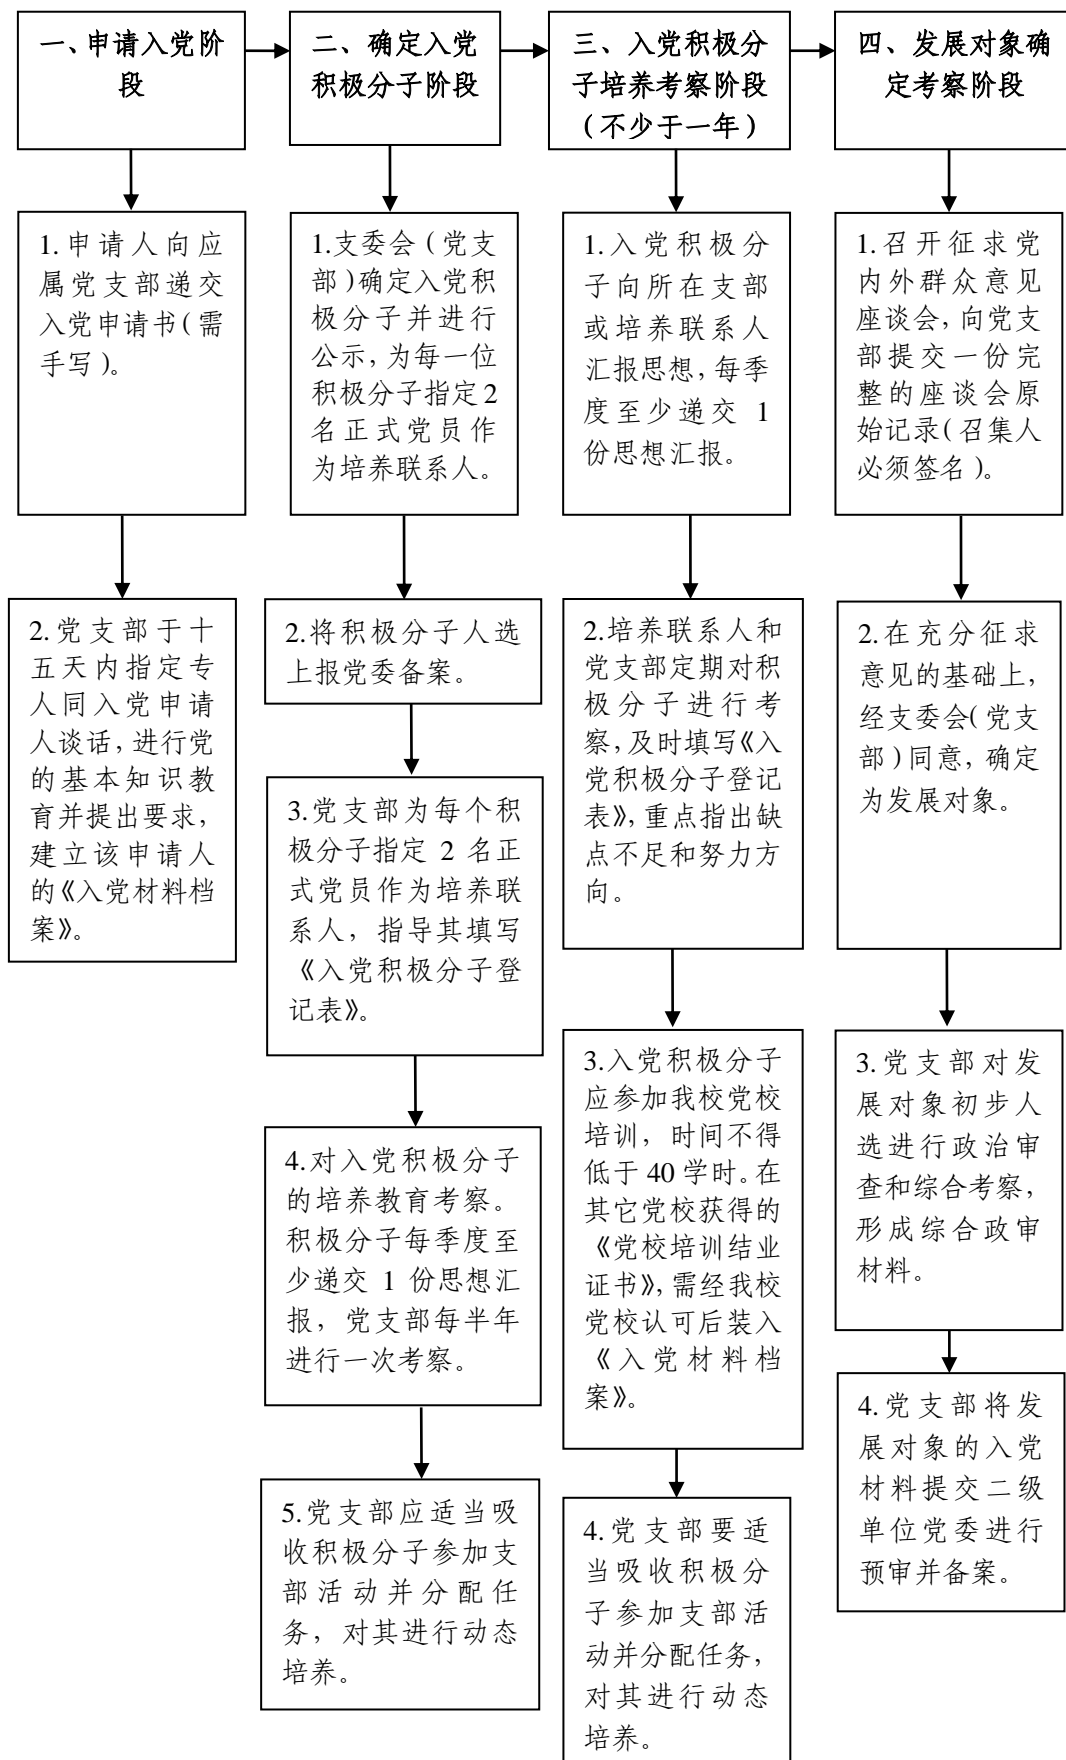 一、申请入党阶
段
二、确定入党
积极分子阶段
三、入党积极分
子培养考察阶段
（不少于一年）
四、发展对象确
定考察阶段
1.申请人向应
属党支部递交
入党申请书（需
手写）。
2.党支部于十
五天内指定专
人同入党申请
人谈话，进行党
的基本知识教
育并提出要求，
建立该申请人
的《入党材料档
案》。
1.支委会（党支
部）确定入党积
极分子并进行
公示，为每一位
积极分子指定2
名正式党员作
为培养联系人。
2.将积极分子人选
上报党委备案。
3.党支部为每个积
极分子指定 2 名正
式党员作为培养联
系人，指导其填写
《入党积极分子登
记表》。
4.对入党积极分子
的培养教育考察。
积极分子每季度至
少递交 1 份思想汇
报，党支部每半年
进行一次考察。
5.党支部应适当吸
收积极分子参加支
部活动并分配任
务，对其进行动态
培养。
1.入党积极分
子向所在支部
或培养联系人
汇报思想，每季
度至少递交 1
份思想汇报。
2.培养联系人和
党支部定期对积
极分子进行考
察，及时填写《入
党积极分子登记
表》，重点指出缺
点不足和努力方
向。
3.入党积极分子
应参加我校党校
培训，时间不得
低于 40 学时。在
其它党校获得的
《党校培训结业
证书》，需经我校
党校认可后装入
《入党材料档
案》。
4.党支部要适
当吸收积极分
子参加支部活
动并分配任务，
对其进行动态
培养。
1.召开征求党
内外群众意见
座谈会，向党支
部提交一份完
整的座谈会原
始记录（召集人
必须签名）。
2.在充分征求
意见的基础上，
经支委会（党支
部）同意，确定
为发展对象。
3.党支部对发
展对象初步人
选进行政治审
查和综合考察，
形成综合政审
材料。
4.党支部将发
展对象的入党
材料提交二级
单位党委进行
预审并备案。